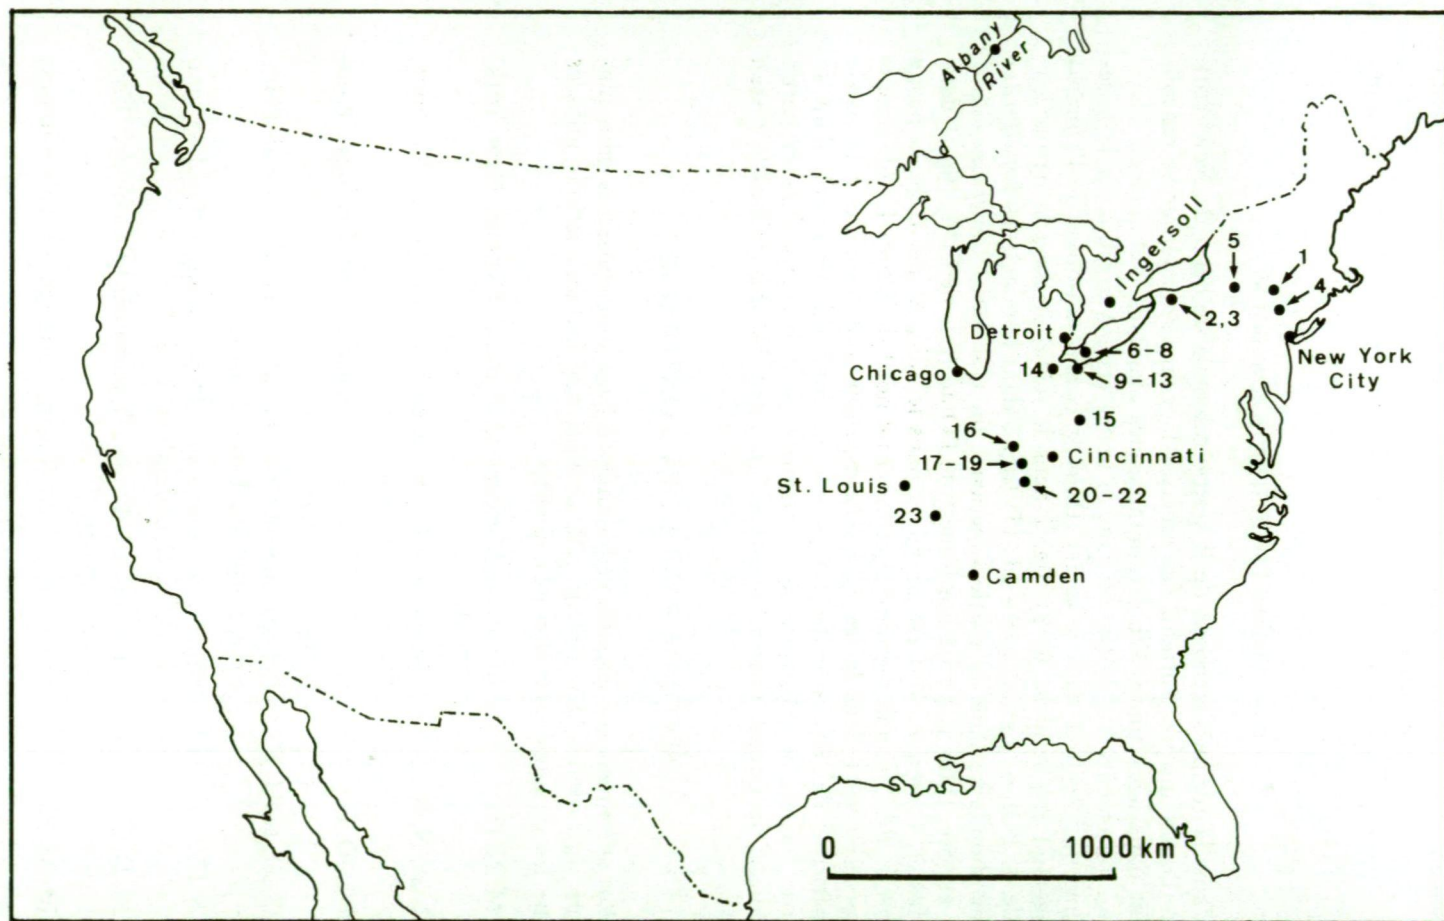 Albany
River
Ingersoll
5
1
4
2,3
Detroit
6-8
New York
City
Chicago
14
9-13
15
16
Cincinnati
17-19
St. Louis
20-22
23
Camden
0 1000 km